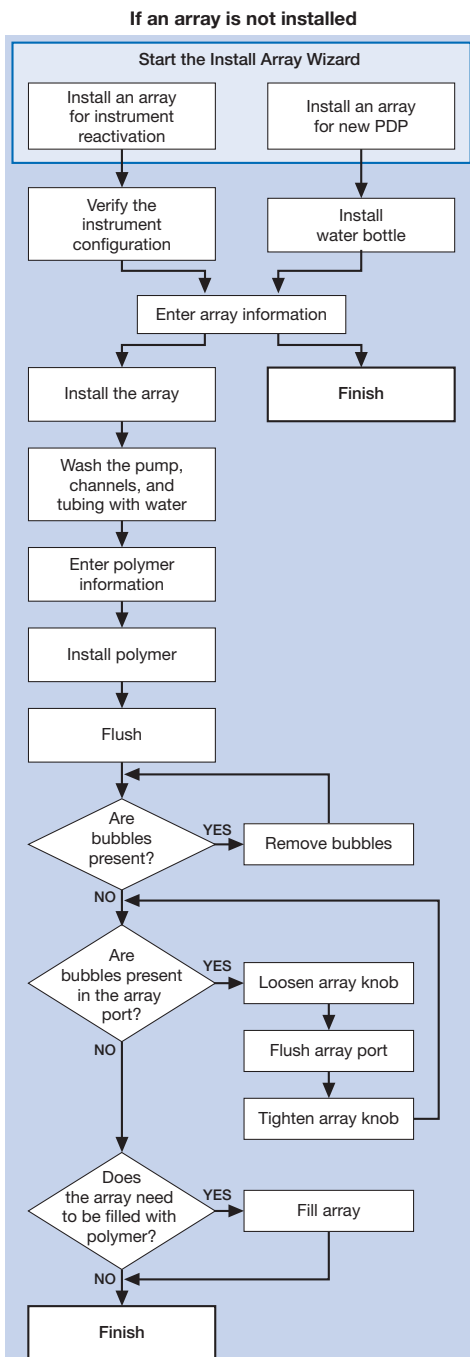 If an array is not installed
Start the Install Array Wizard
Install an array
for instrument
reactivation
Install an array
for new PDP
Verify the
instrument
configuration
Install
water bottle
Enter array information
Install the array
Finish
Wash the pump,
channels, and
tubing with water
Enter polymer
information
Install polymer
Flush
Are
bubbles
present?
YES
Remove bubbles
NO
Are
bubbles present
in the array
port?
YES
Loosen array knob
Flush array port
Tighten array knob
NO
Does
the array need
to be filled with
polymer?
YES
Fill array
NO
Finish